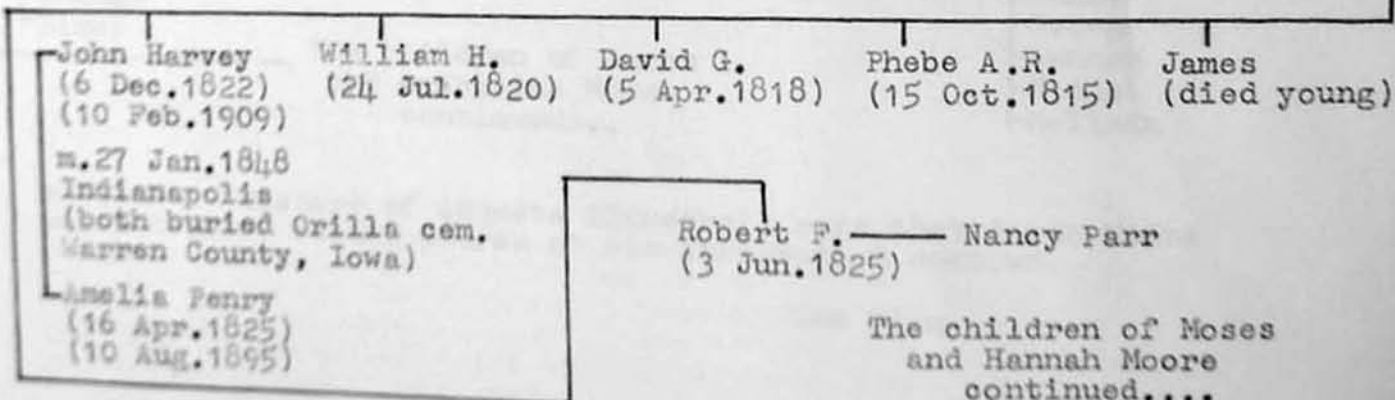 John Harvey
(6 Dec.1822)
(10 Feb.1909)
m.27 Jan.1848
Indianapolis
(both buried Orilla cem.
Warren County, Iowa)
Amelia Penry
(16 Apr.1825)
(10 Aug.1895)
William H.
(24 Jul.1820)
David G.
(5 Apr.1818)
Phebe A.R.
(15 Oct.1815)
James
(died young)
Robert F. Nancy Parr
(3 Jun.1825)
The children of Moses
and Hannah Moore
continued....